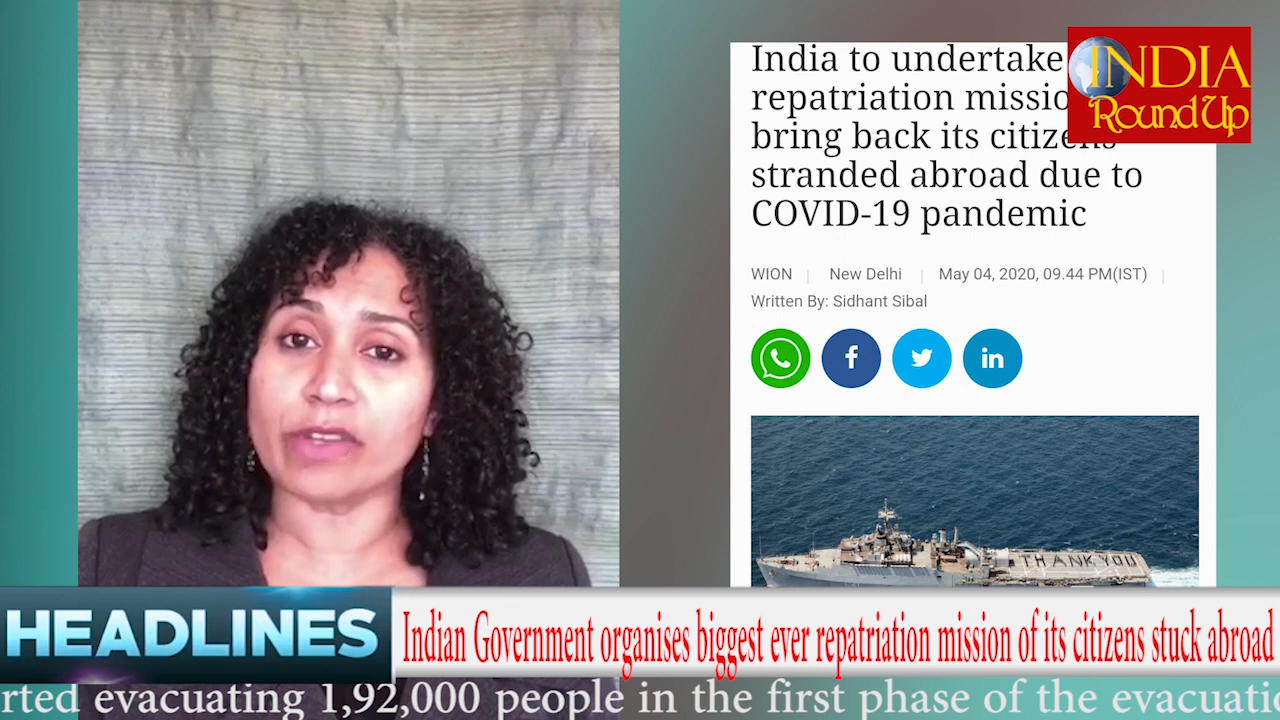 India to undertake
repatriation missio
bring back its citizens
stranded abroad due to
COVID-19 pandemic
INDIA
Round Up
WION | New Delhi | May 04, 2020, 09.44 PM(IST) |
Written By: Sidhant Sibal
f
in
THANK YOU
HEADLINES
Indian Government organises biggest ever repatriation mission of its citizens stuck abroad
rted evacuating 1,92,000 people in the first phase of the evacuatio